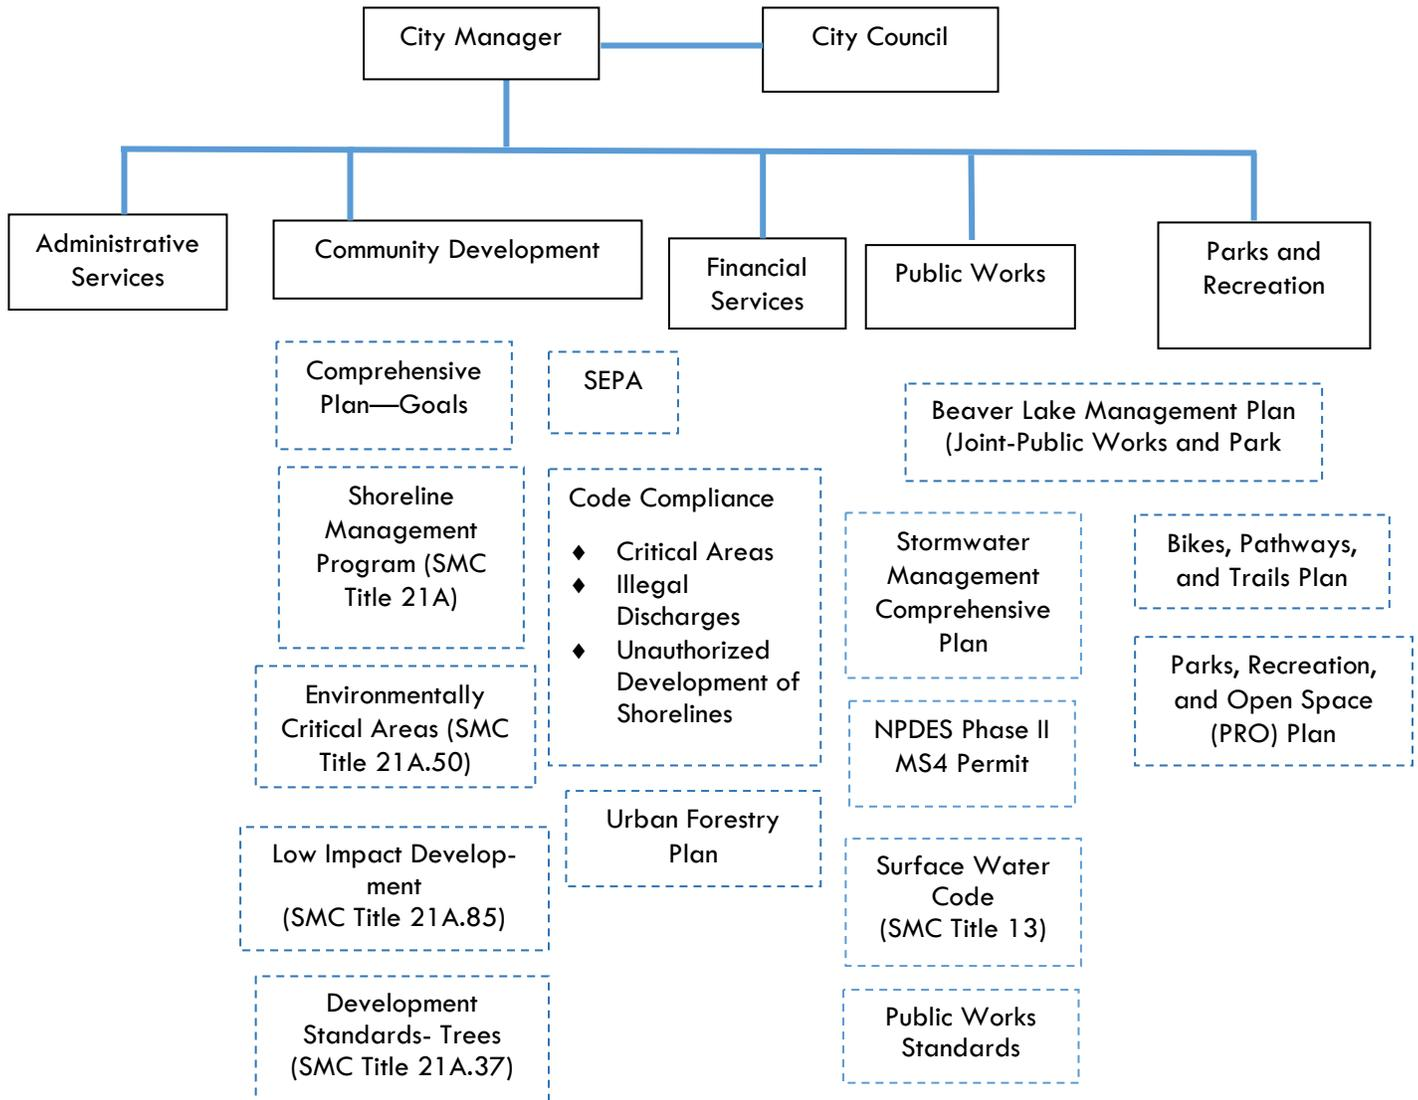 City Manager
City Council
Administrative
Services
Community Development
Financial
Services
Public Works
Parks and
Recreation
Comprehensive
Plan—Goals
SEPA
Beaver Lake Management Plan
(Joint-Public Works and Park
Shoreline
Management
Program (SMC
Title 21A)
Code Compliance
♦ Critical Areas
♦ Illegal
Discharges
♦ Unauthorized
Development of
Shorelines
Stormwater
Management
Comprehensive
Plan
Bikes, Pathways,
and Trails Plan
Parks, Recreation,
and Open Space
(PRO) Plan
Environmentally
Critical Areas (SMC
Title 21A.50)
NPDES Phase II
MS4 Permit
Urban Forestry
Plan
Low Impact Develop-
ment
(SMC Title 21A.85)
Surface Water
Code
(SMC Title 13)
Development
Standards- Trees
(SMC Title 21A.37)
Public Works
Standards